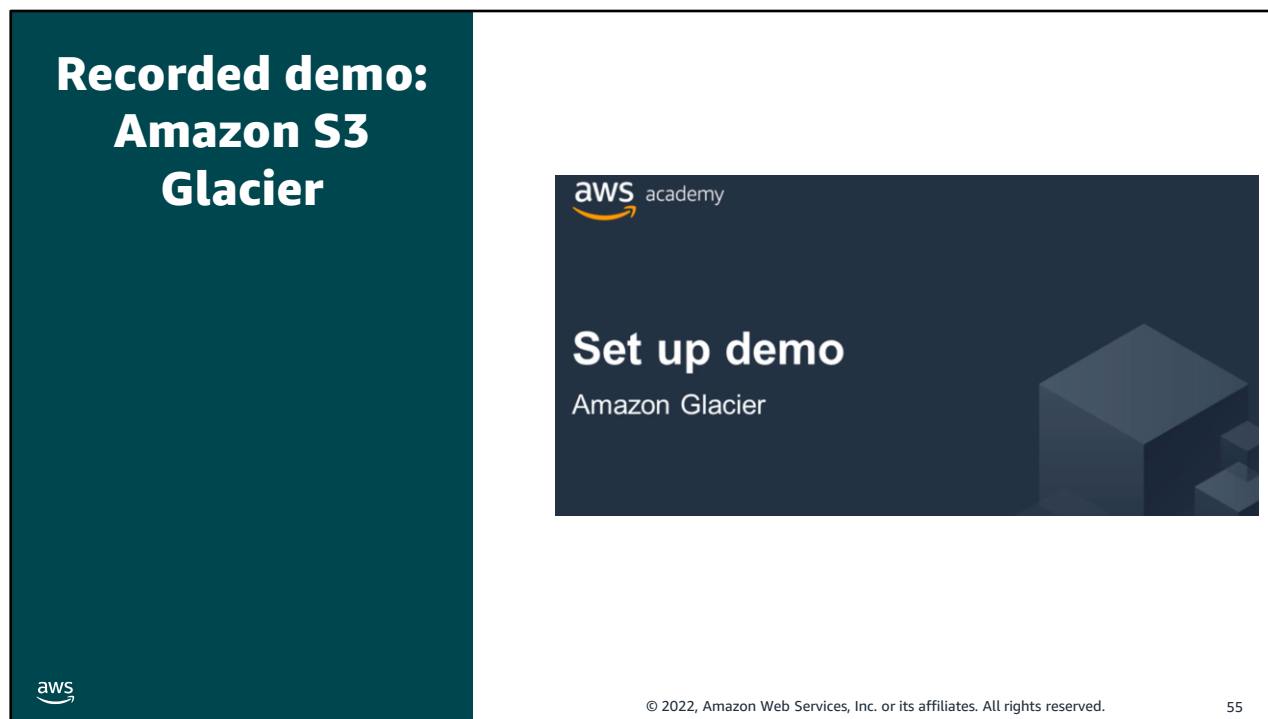 Recorded demo:
Amazon S3
Glacier
aws academy
Set up demo
Amazon Glacier
aws
© 2022, Amazon Web Services, Inc. or its affiliates. All rights reserved.
55